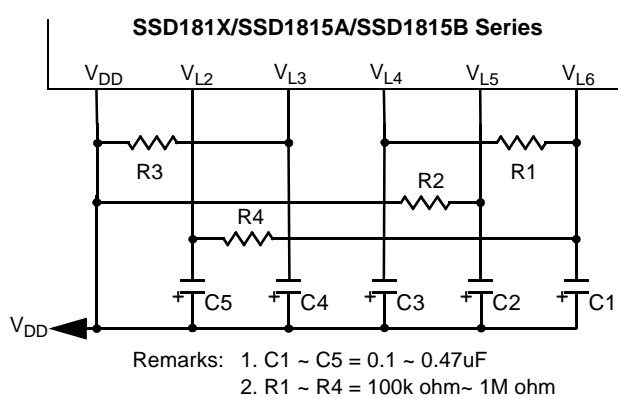 SSD181X/SSD1815A/SSD1815B Series
VDD VL2 VL3 VL4 VL5 VL6
R3 R1
R2
R4
+ C5 + C4 + C3 + C2 + C1
VDD
Remarks: 1. C1 ~ C5 = 0.1 ~ 0.47uF
2. R1 ~ R4 = 100k ohm~ 1M ohm